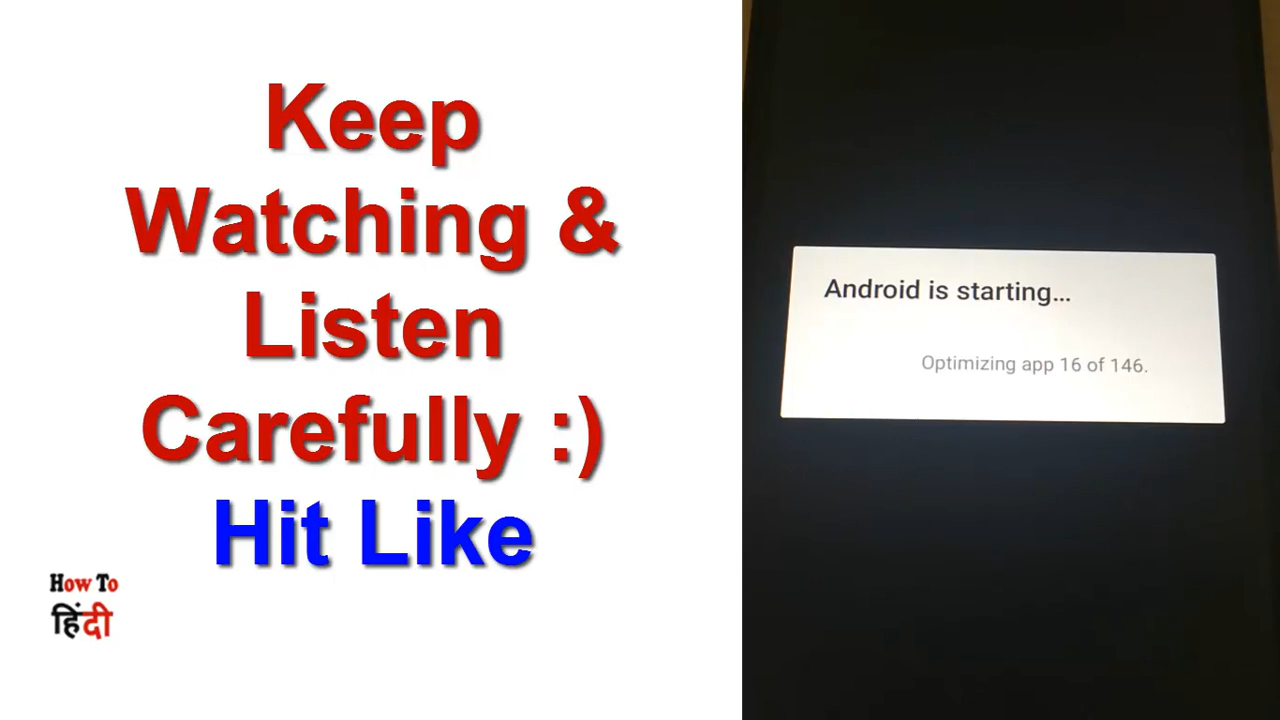 Keep
Watching &
Listen
Carefully :)
Hit Like
How To
हिंदी
Android is starting...
Optimizing app 16 of 146.